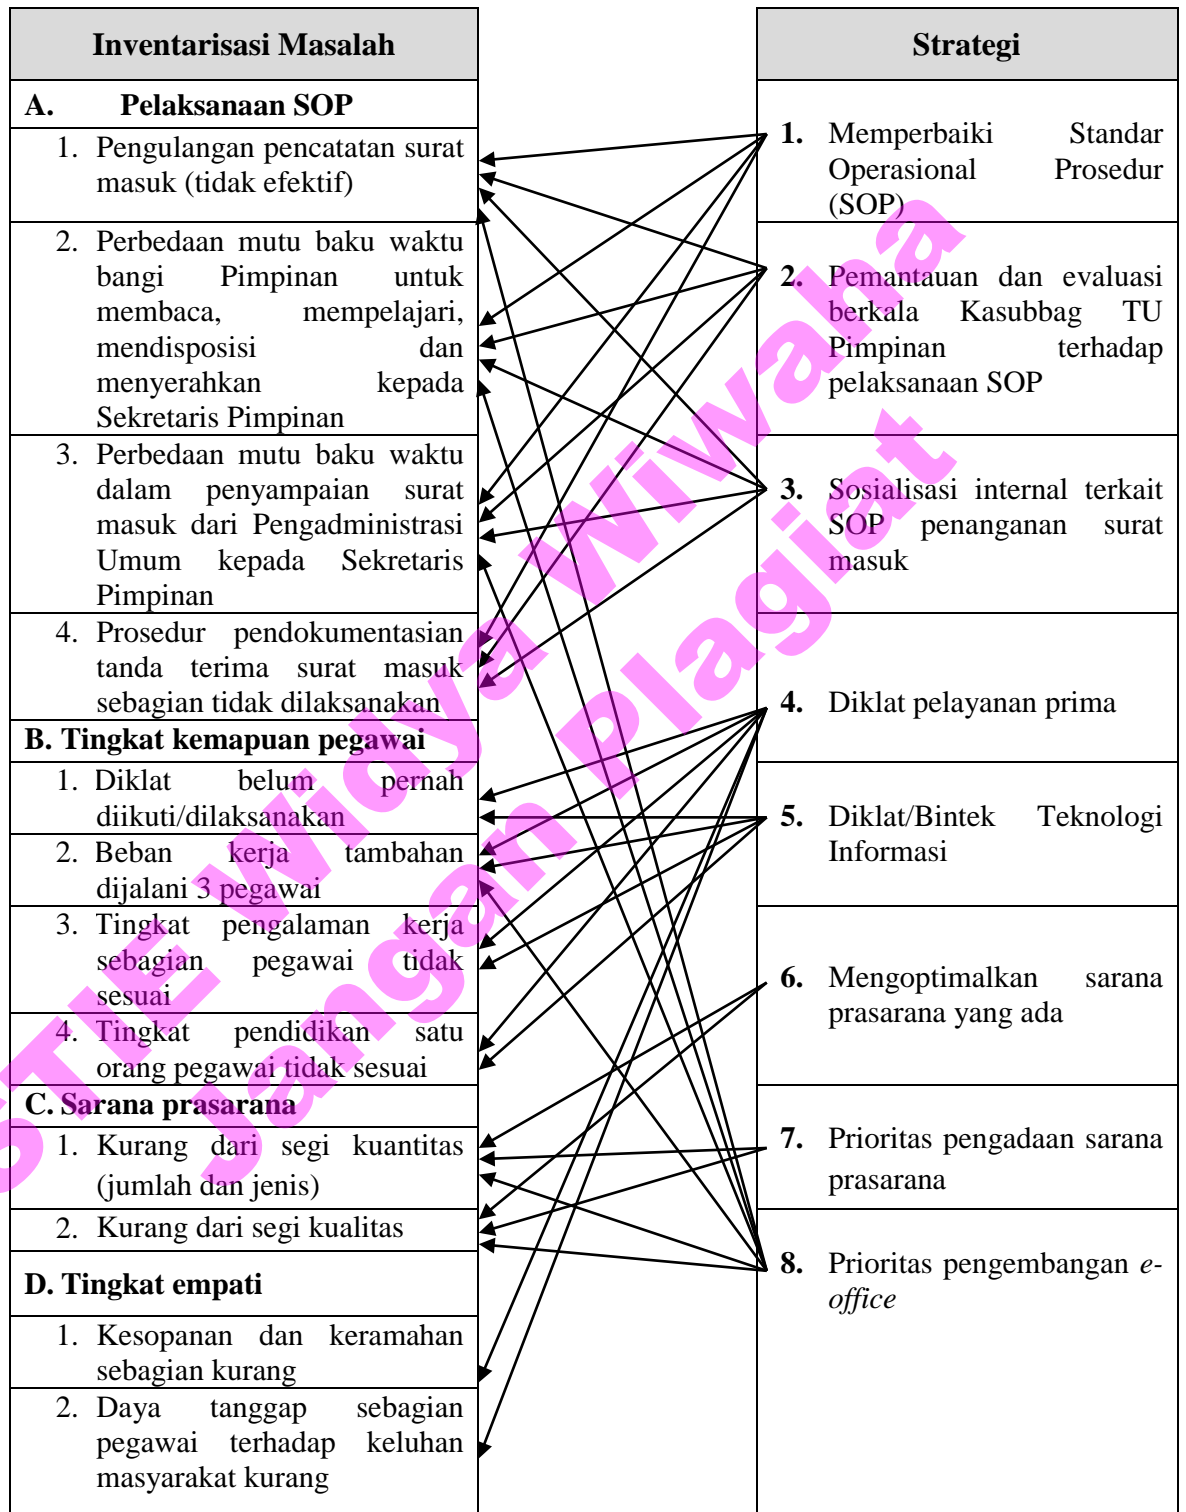 Inventarisasi Masalah
A. Pelaksanaan SOP
1. Pengulangan pencatatan surat
masuk (tidak efektif)
2. Perbedaan mutu baku waktu
bangi Pimpinan untuk
membaca, mempelajari,
mendisposisi dan
menyerahkan kepada
Sekretaris Pimpinan
3. Perbedaan mutu baku waktu
dalam penyampaian surat
masuk dari Pengadministrasi
Umum kepada Sekretaris
Pimpinan
4. Prosedur pendokumentasian
tanda terima surat masuk
sebagian tidak dilaksanakan
B. Tingkat kemapuan pegawai
1. Diklat belum pernah
diikuti/dilaksanakan
2. Beban kerja tambahan
dijalani 3 pegawai
3. Tingkat pengalaman kerja
sebagian pegawai tidak
sesuai
4. Tingkat pendidikan satu
orang pegawai tidak sesuai
C. Sarana prasarana
1. Kurang dari segi kuantitas
(jumlah dan jenis)
2. Kurang dari segi kualitas
D. Tingkat empati
1. Kesopanan dan keramahan
sebagian kurang
2. Daya tanggap sebagian
pegawai terhadap keluhan
masyarakat kurang
Strategi
1. Memperbaiki Standar
Operasional Prosedur
(SOP)
2. Pemantauan dan evaluasi
berkala Kasubbag TU
Pimpinan terhadap
pelaksanaan SOP
3. Sosialisasi internal terkait
SOP penanganan surat
masuk
4. Diklat pelayanan prima
5. Diklat/Bintek Teknologi
Informasi
6. Mengoptimalkan sarana
prasarana yang ada
7. Prioritas pengadaan sarana
prasarana
8. Prioritas pengembangan e-
office
STIE Widya Wiwaha
Jangan Plagiat